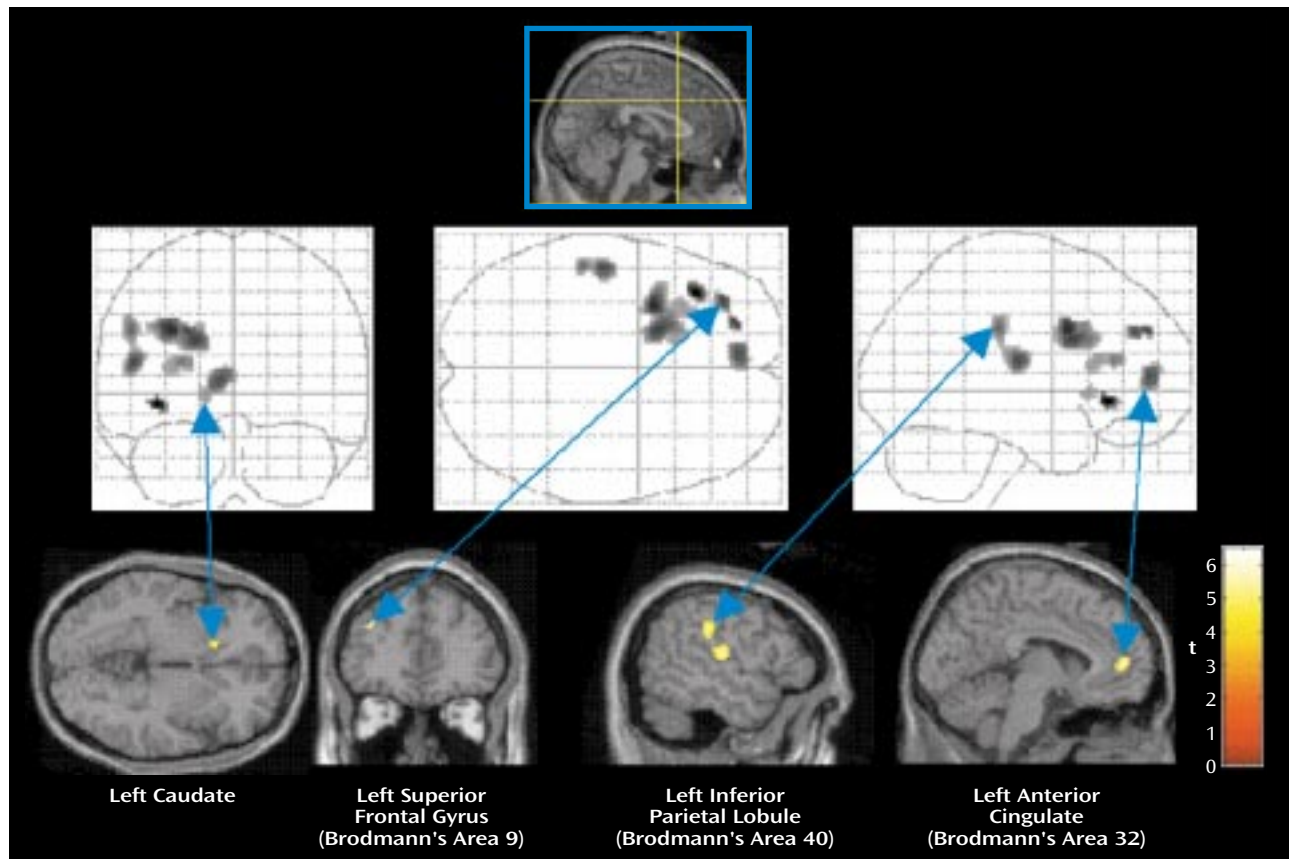 6
5
4
t
3
2
1
0
Left Caudate
Left Superior
Frontal Gyrus
(Brodmann's Area 9)
Left Inferior
Parietal Lobule
(Brodmann's Area 40)
Left Anterior
Cingulate
(Brodmann's Area 32)